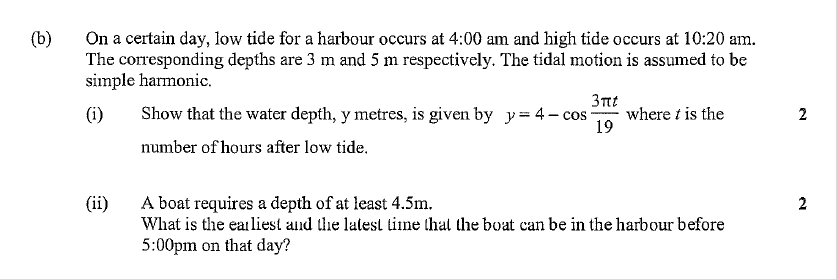 (b) On a certain day, low tide for a harbour occurs at 4:00 am and high tide occurs at 10:20 am.
The corresponding depths are 3 m and 5 m respectively. The tidal motion is assumed to be
simple harmonic.
(i) Show that the water depth, y metres, is given by y = 4 – cos 3πt/19 where t is the 2
number of hours after low tide.
(ii) A boat requires a depth of at least 4.5m. 2
What is the earliest and the latest time that the boat can be in the harbour before
5:00pm on that day?